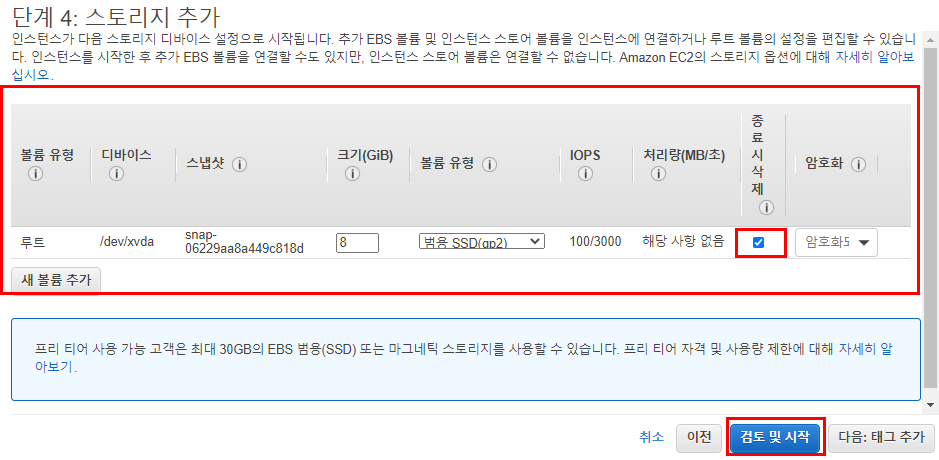 단계 4: 스토리지 추가
인스턴스가 다음 스토리지 디바이스 설정으로 시작됩니다. 추가 EBS 볼륨 및 인스턴스 스토어 볼륨을 인스턴스에 연결하거나 루트 볼륨의 설정을 편집할 수 있습니
다. 인스턴스를 시작한 후 추가 EBS 볼륨을 연결할 수도 있지만, 인스턴스 스토어 볼륨은 연결할 수 없습니다. Amazon EC2의 스토리지 옵션에 대해 자세히 알아보
십시오.
볼륨 유형 디바이스 스냅샷 크기(GiB) 볼륨 유형 IOPS 처리량(MB/초) 종료 시 삭제 암호화
루트 /dev/xvda snap-06229aa8a449c818d 8 범용 SSD(gp2) 100/3000 해당 사항 없음
새 볼륨 추가
프리 티어 사용 가능 고객은 최대 30GB의 EBS 범용(SSD) 또는 마그네틱 스토리지를 사용할 수 있습니다. 프리 티어 자격 및 사용량 제한에 대해 자세히 알
아보기.
취소 이전 검토 및 시작 다음: 태그 추가